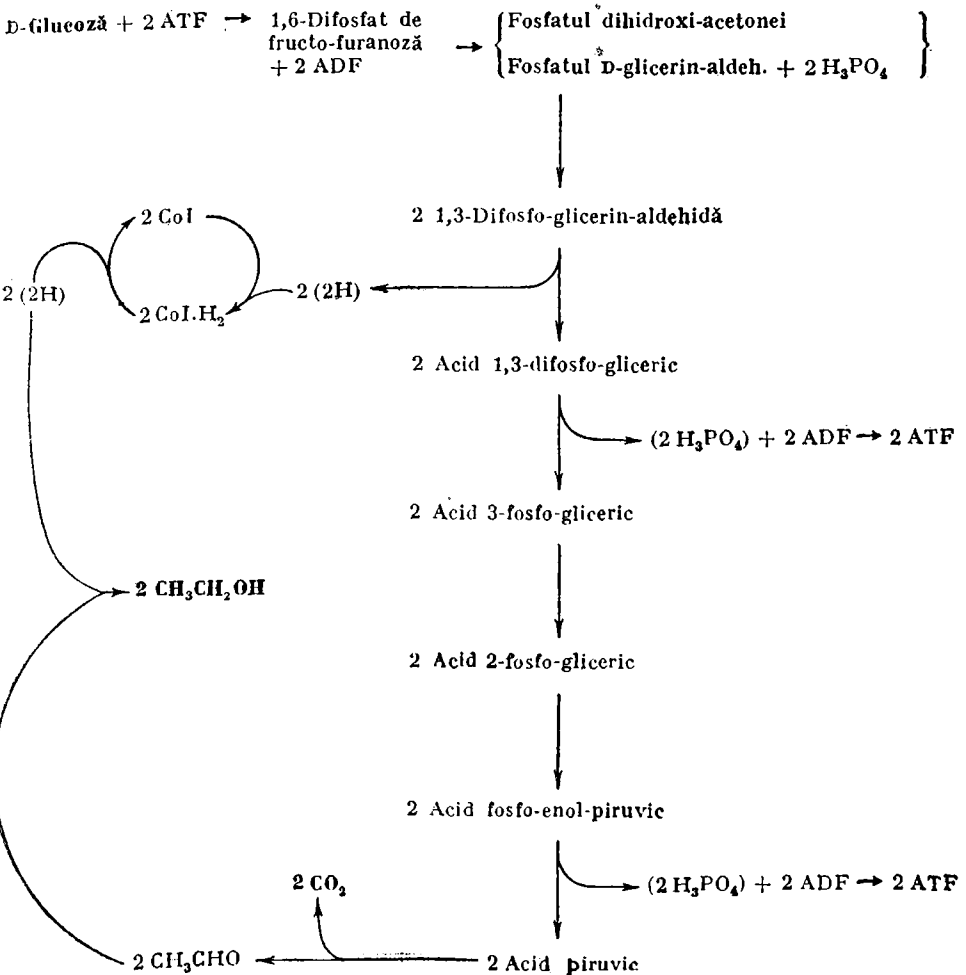 D-Glucoză + 2 ATF → 1,6-Difosfat de fructo-furanoză + 2 ADF → { Fosfatul dihidroxi-acetonei
Fosfatul D-glicerin-aldeh. + 2 H₃PO₄ }
2 1,3-Difosfo-glicerin-aldehidă
2 CoI
2 (2H)
2 (2H)
2 CoI.H₂
2 Acid 1,3-difosfo-gliceric
(2 H₃PO₄) + 2 ADF → 2 ATF
2 Acid 3-fosfo-gliceric
2 CH₃CH₂OH
2 Acid 2-fosfo-gliceric
2 Acid fosfo-enol-piruvic
2 CO₂
(2 H₃PO₄) + 2 ADF → 2 ATF
2 CH₃CHO
2 Acid piruvic